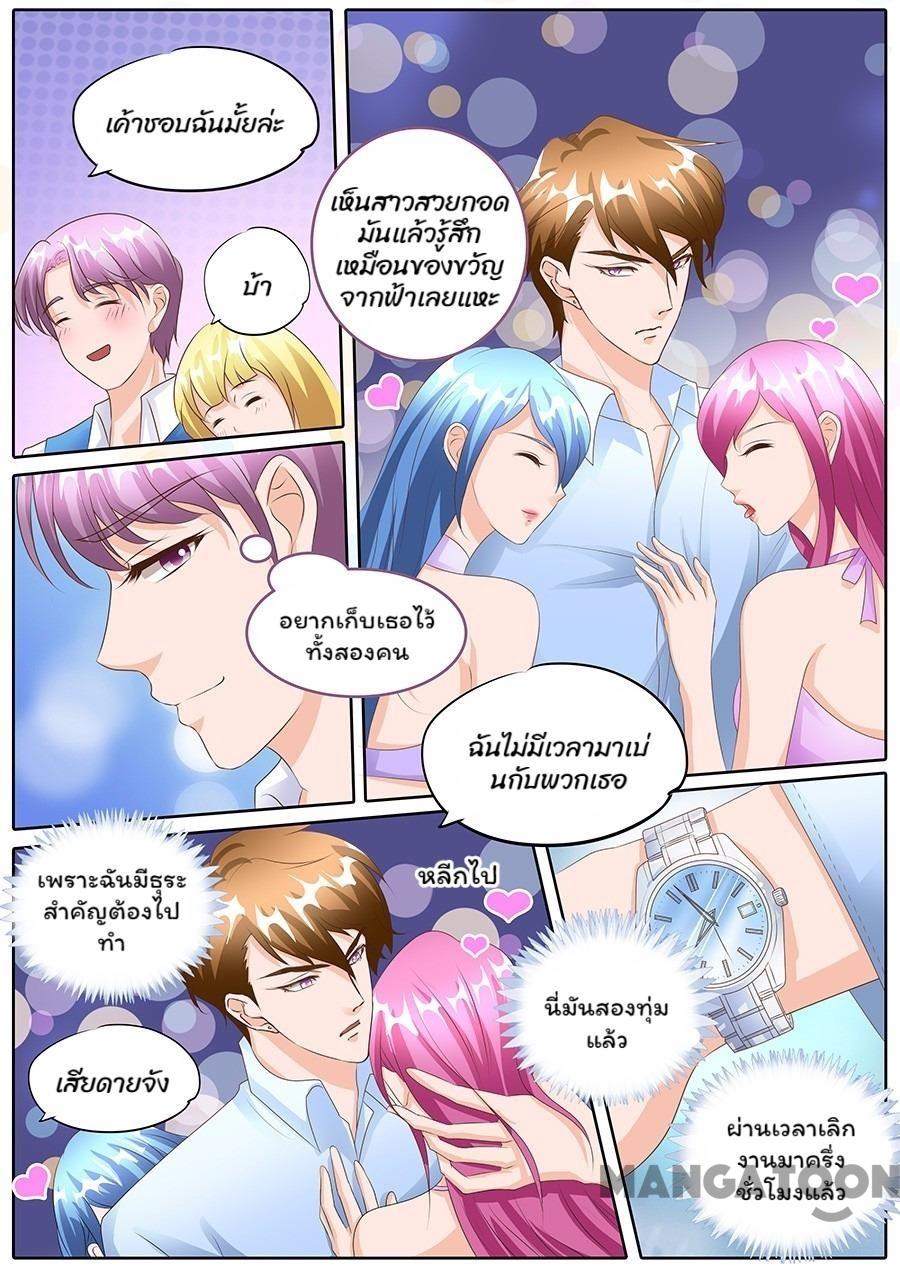 เค้าชอบฉันมั้ยล่ะ
บ้า
เห็นสาวสวยกอด
มันแล้วรู้สึก
เหมือนของขวัญ
จากฟ้าเลยแหะ
อยากเก็บเธอไว้
ทั้งสองคน
ฉันไม่มีเวลามาเบ่
นกับพวกเธอ
เพราะฉันมีธุระ
สำคัญต้องไป
ทำ
หลีกไป
เสียดายจัง
นี่มันสองทุ่ม
แล้ว
ผ่านเวลาเลิก
งานมาครึ่ง
ชั่วโมงแล้ว
MANGATOON